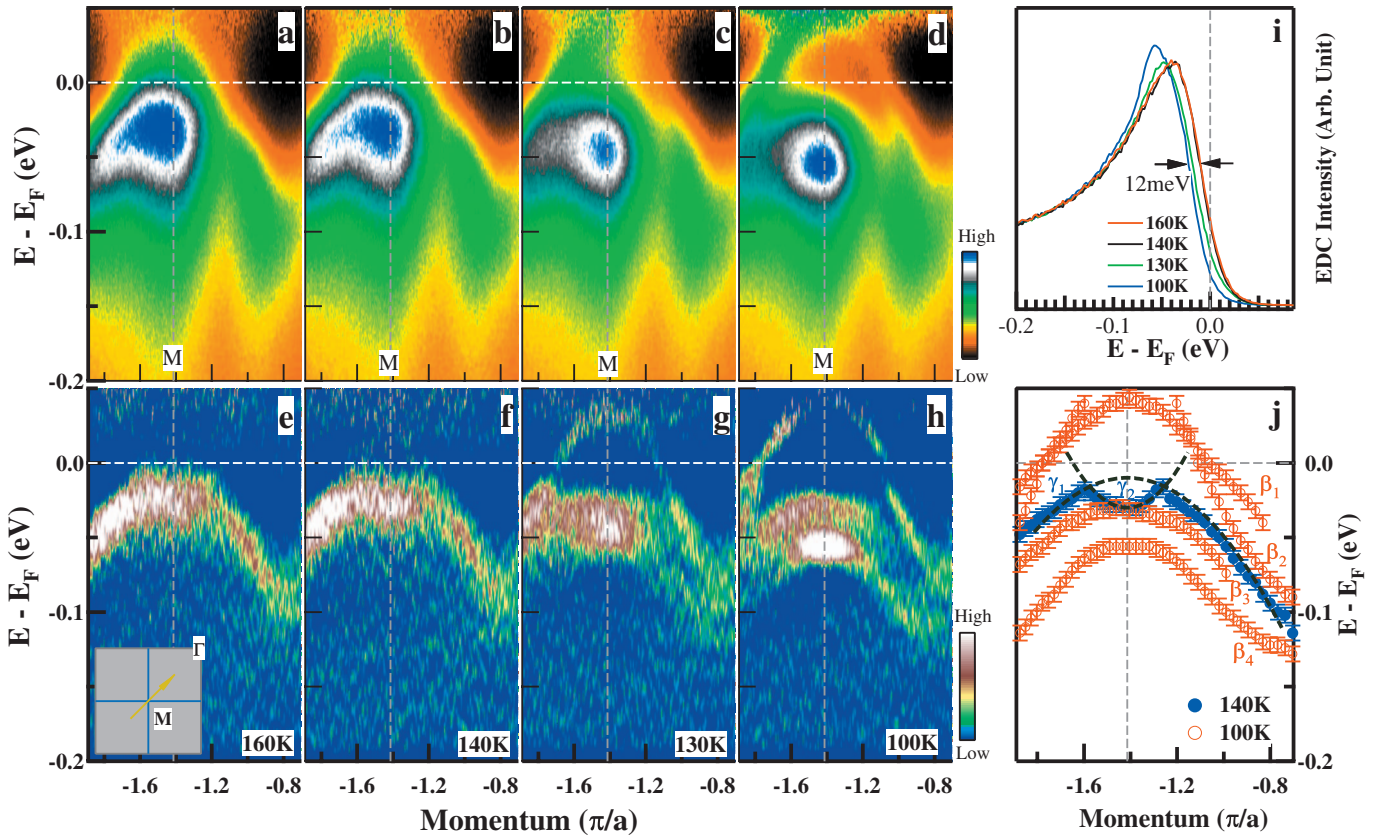 a
b
c
d
0.0
-0.1
-0.2
E - E_F (eV)
M
M
M
M
High
Low
i
12meV
160K
140K
130K
100K
-0.2
-0.1
0.0
E - E_F (eV)
EDC Intensity (Arb. Unit)
e
f
g
h
0.0
-0.1
-0.2
E - E_F (eV)
Γ
M
160K
140K
130K
100K
-1.6
-1.2
-0.8
-1.6
-1.2
-0.8
-1.6
-1.2
-0.8
-1.6
-1.2
-0.8
Momentum (π/a)
High
Low
j
γ₁
γ₂
β₁
β₂
β₃
β₄
140K
100K
0.0
-0.1
-0.2
E - E_F (eV)
-1.6
-1.2
-0.8
Momentum (π/a)